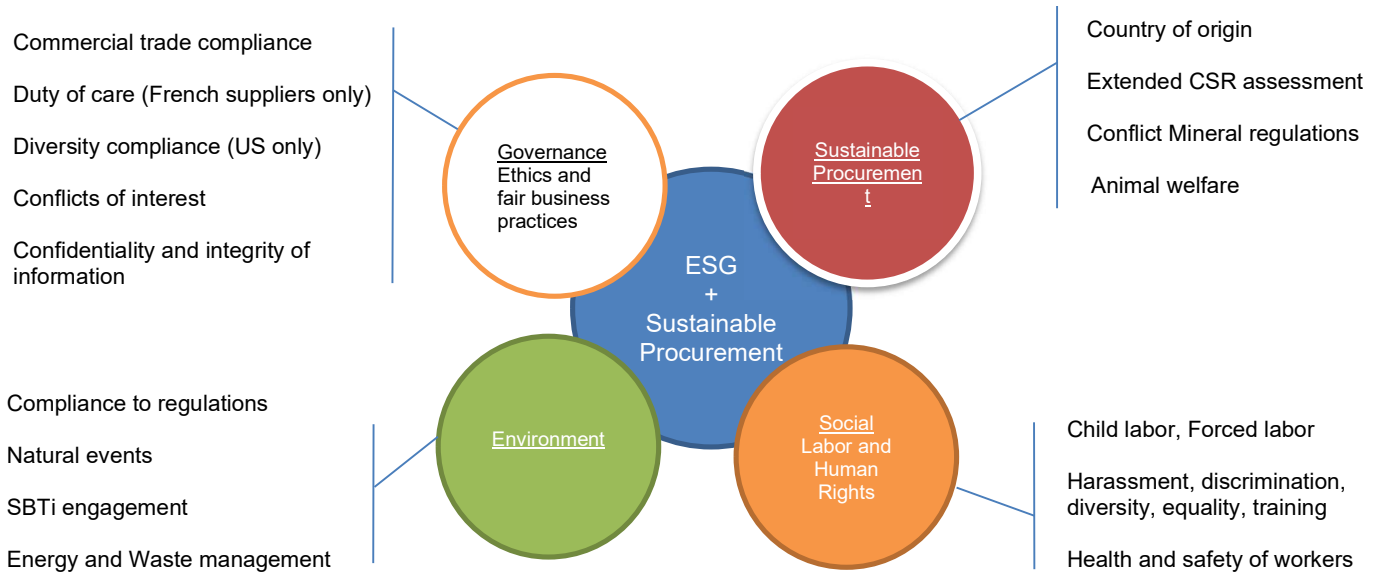 Commercial trade compliance
Duty of care (French suppliers only)
Diversity compliance (US only)
Conflicts of interest
Confidentiality and integrity of
information
Governance
Ethics and
fair business
practices
Sustainable
Procuremen
t
Country of origin
Extended CSR assessment
Conflict Mineral regulations
Animal welfare
ESG
+
Sustainable
Procurement
Compliance to regulations
Natural events
SBTi engagement
Energy and Waste management
Environment
Social
Labor and
Human
Rights
Child labor, Forced labor
Harassment, discrimination,
diversity, equality, training
Health and safety of workers